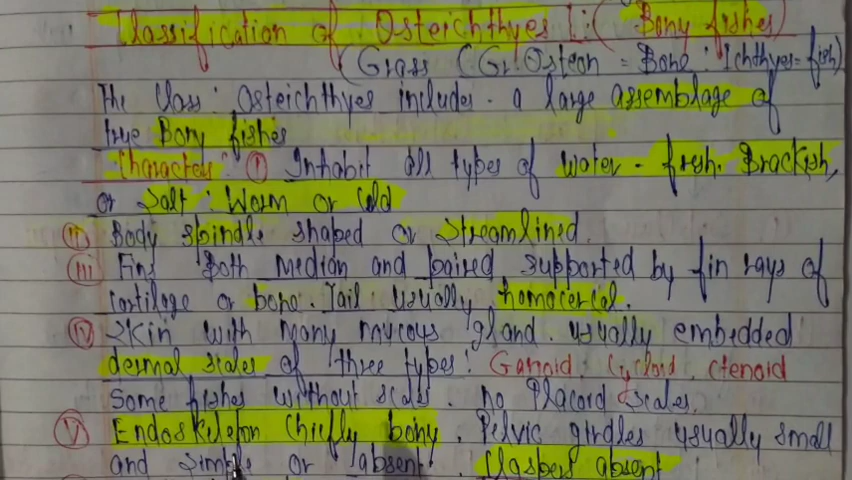 Classification of Osteichthyes :( Bony fishes)
(Grass (Gr: Osteon = Bone : Ichthyes = fish)
The Class: Osteichthyes includes - a large assemblage of
true Bony fishes
Character: (i) Inhabit all types of water - fresh. Brackish,
or Salt: Worm or Cold
(ii) Body spindle shaped or streamlined.
(iii) Fins Both median and paired supported by fin rays of
Cartilage or bone. Tail usually homocercal.
(iv) Skin with many mucous gland. usually embedded
dermal scales of three types: Ganoid. Cycloid. Ctenoid
Some fishes without scales. no Placoid scales.
(v) Endoskeleton Chiefly bony. Pelvic girdles usually small
and simple or absent. Claspers absent